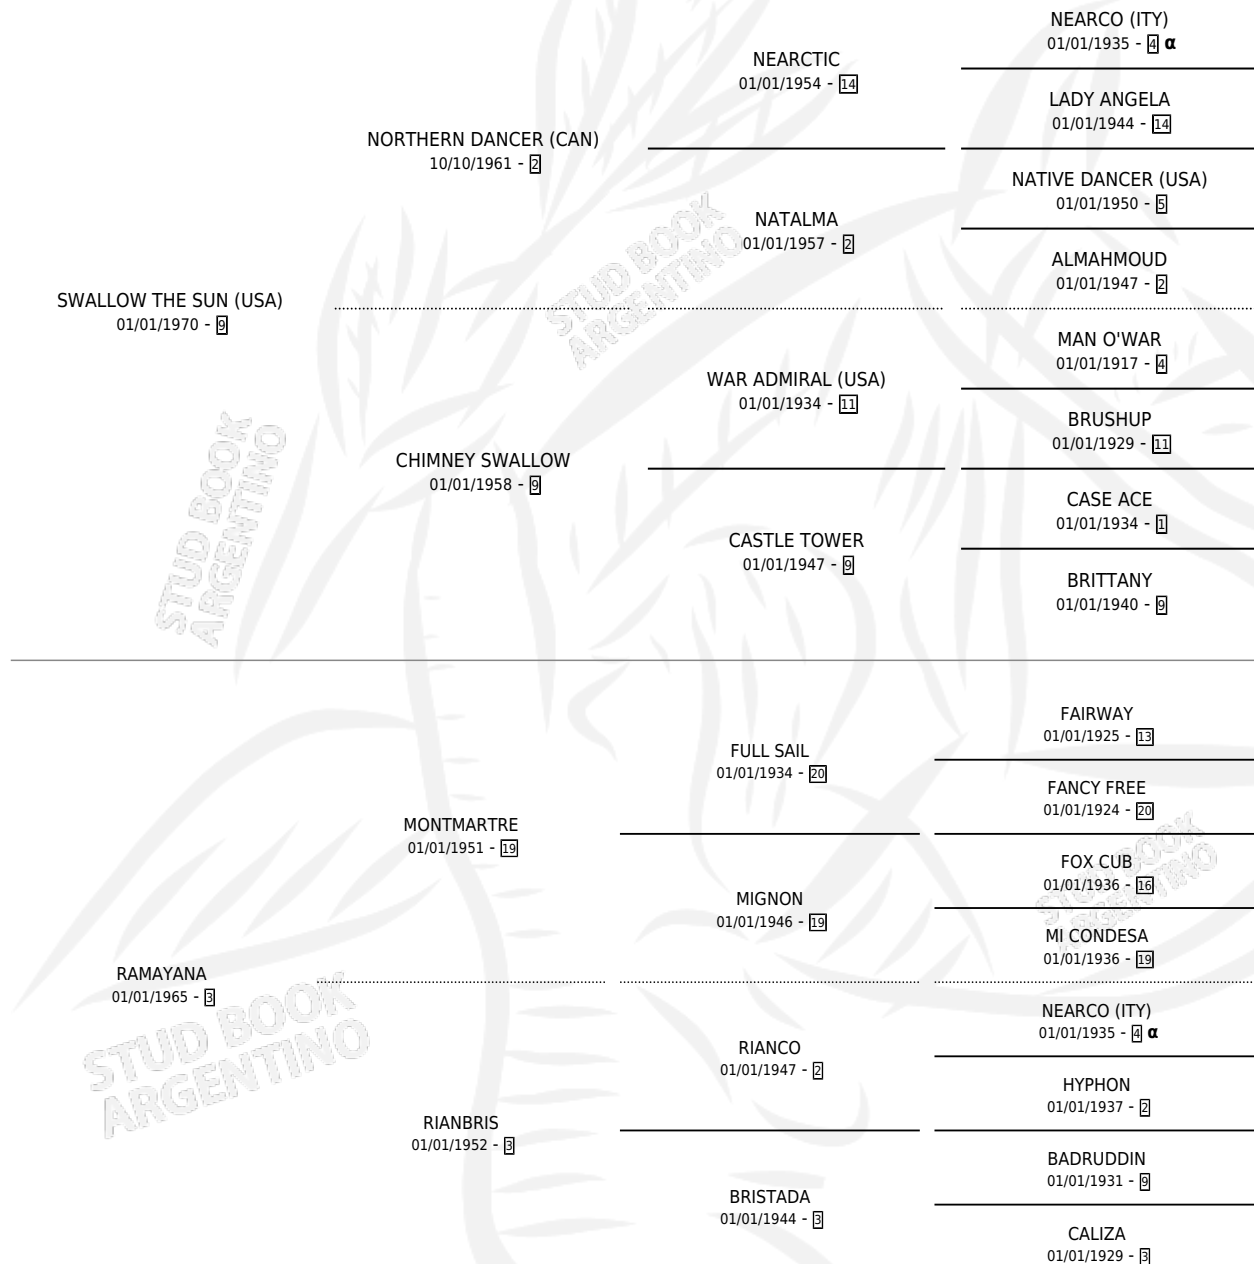 NEARCO (ITY)
01/01/1935 - 4 α
NEARCTIC
01/01/1954 - 14
LADY ANGELA
01/01/1944 - 14
NORTHERN DANCER (CAN)
10/10/1961 - 2
NATIVE DANCER (USA)
01/01/1950 - 5
NATALMA
01/01/1957 - 2
ALMAHMOUD
01/01/1947 - 2
SWALLOW THE SUN (USA)
01/01/1970 - 9
MAN O'WAR
01/01/1917 - 4
WAR ADMIRAL (USA)
01/01/1934 - 11
BRUSHUP
01/01/1929 - 11
CHIMNEY SWALLOW
01/01/1958 - 9
CASE ACE
01/01/1934 - 1
CASTLE TOWER
01/01/1947 - 9
BRITTANY
01/01/1940 - 9
FAIRWAY
01/01/1925 - 13
FULL SAIL
01/01/1934 - 20
FANCY FREE
01/01/1924 - 20
MONTMARTRE
01/01/1951 - 19
FOX CUB
01/01/1936 - 16
MIGNON
01/01/1946 - 19
MI CONDESA
01/01/1936 - 19
RAMAYANA
01/01/1965 - 3
NEARCO (ITY)
01/01/1935 - 4 α
RIANCO
01/01/1947 - 2
HYPHON
01/01/1937 - 2
RIANBRIS
01/01/1952 - 3
BADRUDDIN
01/01/1931 - 9
BRISTADA
01/01/1944 - 3
CALIZA
01/01/1929 - 3
STUD BOOK
ARGENTINO
STUD BOOK
ARGENTINO
STUD BOOK
ARGENTINO
STUD BOOK
ARGENTINO